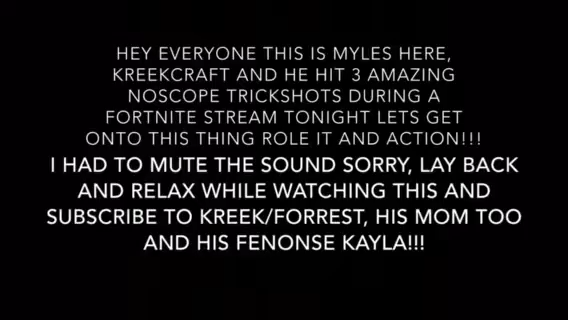 HEY EVERYONE THIS IS MYLES HERE,
KREEKCRAFT AND HE HIT 3 AMAZING
NOSCOPE TRICKSHOTS DURING A
FORTNITE STREAM TONIGHT LETS GET
ONTO THIS THING ROLE IT AND ACTION!!!
I HAD TO MUTE THE SOUND SORRY, LAY BACK
AND RELAX WHILE WATCHING THIS AND
SUBSCRIBE TO KREEK/FORREST, HIS MOM TOO
AND HIS FENONSE KAYLA!!!